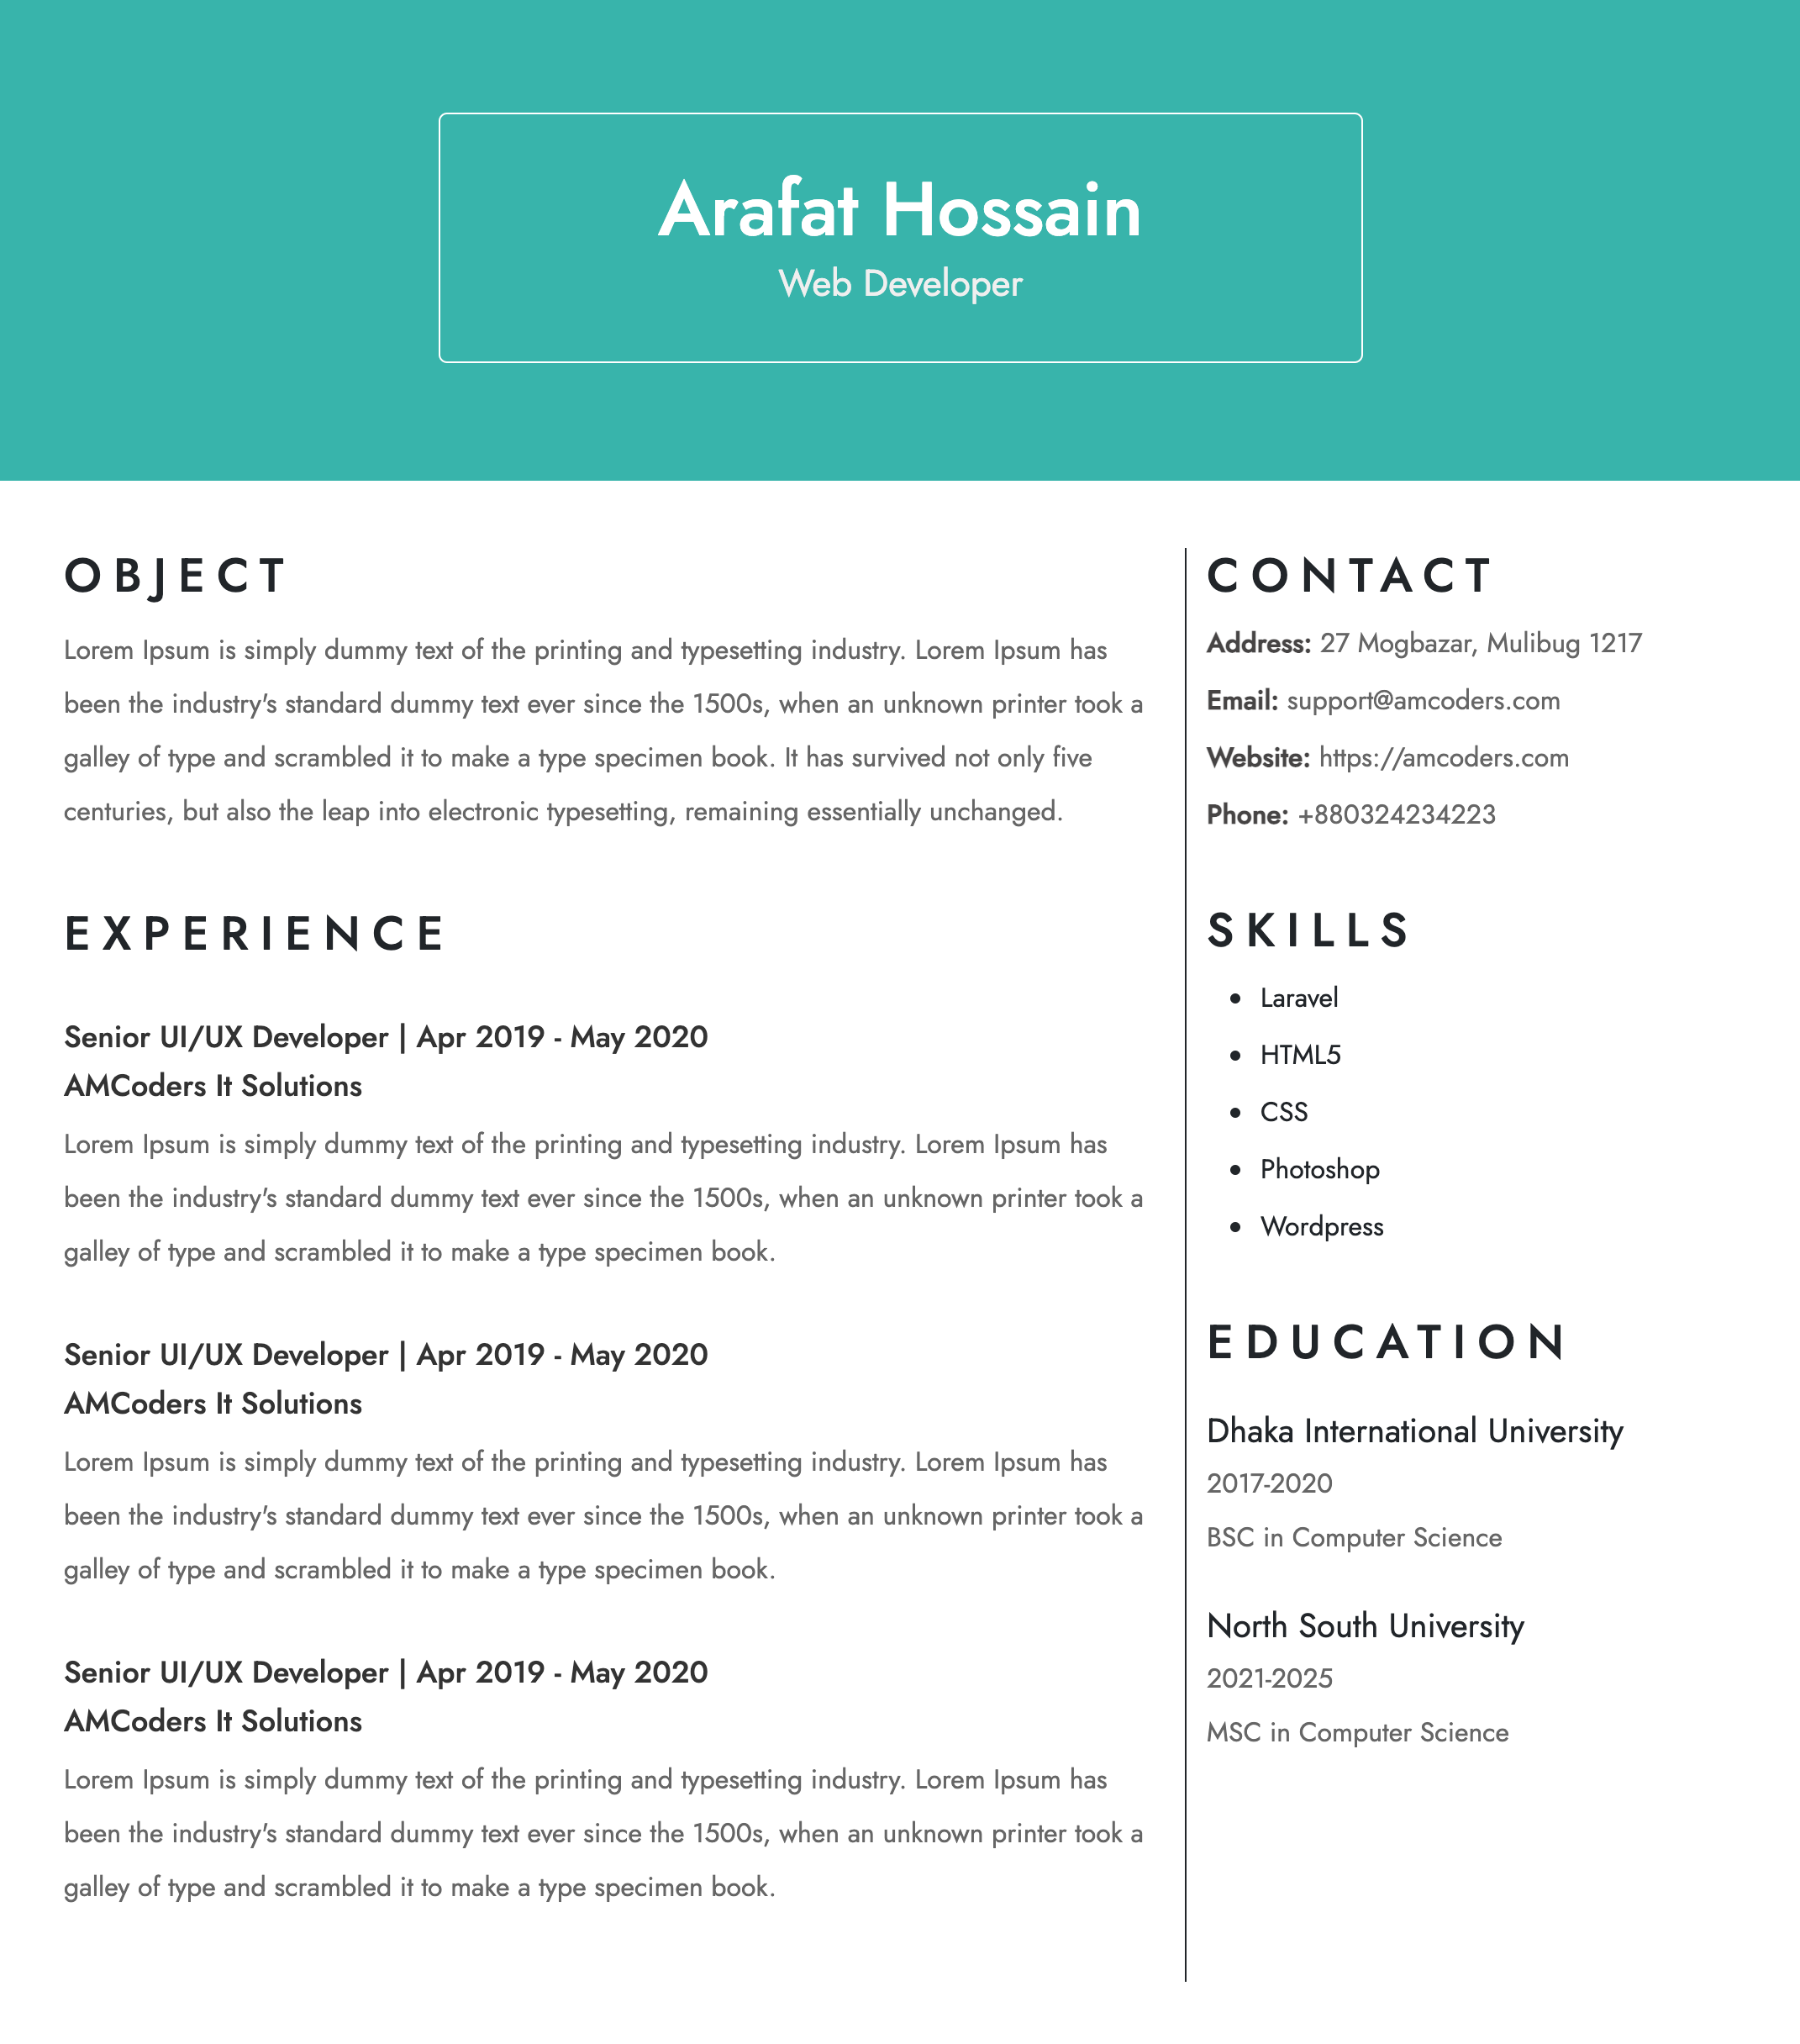 Arafat Hossain
Web Developer
OBJECT
Lorem Ipsum is simply dummy text of the printing and typesetting industry. Lorem Ipsum has
been the industry's standard dummy text ever since the 1500s, when an unknown printer took a
galley of type and scrambled it to make a type specimen book. It has survived not only five
centuries, but also the leap into electronic typesetting, remaining essentially unchanged.
EXPERIENCE
Senior UI/UX Developer | Apr 2019 - May 2020
AMCoders It Solutions
Lorem Ipsum is simply dummy text of the printing and typesetting industry. Lorem Ipsum has
been the industry's standard dummy text ever since the 1500s, when an unknown printer took a
galley of type and scrambled it to make a type specimen book.
Senior UI/UX Developer | Apr 2019 - May 2020
AMCoders It Solutions
Lorem Ipsum is simply dummy text of the printing and typesetting industry. Lorem Ipsum has
been the industry's standard dummy text ever since the 1500s, when an unknown printer took a
galley of type and scrambled it to make a type specimen book.
Senior UI/UX Developer | Apr 2019 - May 2020
AMCoders It Solutions
Lorem Ipsum is simply dummy text of the printing and typesetting industry. Lorem Ipsum has
been the industry's standard dummy text ever since the 1500s, when an unknown printer took a
galley of type and scrambled it to make a type specimen book.
CONTACT
Address: 27 Mogbazar, Mulibug 1217
Email: support@amcoders.com
Website: https://amcoders.com
Phone: +880324234223
SKILLS
• Laravel
• HTML5
• CSS
• Photoshop
• Wordpress
EDUCATION
Dhaka International University
2017-2020
BSC in Computer Science
North South University
2021-2025
MSC in Computer Science